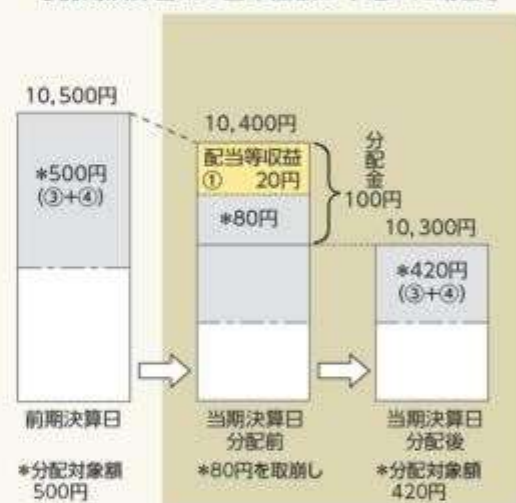 10,500円
*500円
(③+④)
前期決算日
*分配対象額
500円
10,400円
配当等収益
① 20円
*80円
分配金
100円
当期決算日
分配前
*80円を取崩し
10,300円
*420円
(③+④)
当期決算日
分配後
*分配対象額
420円